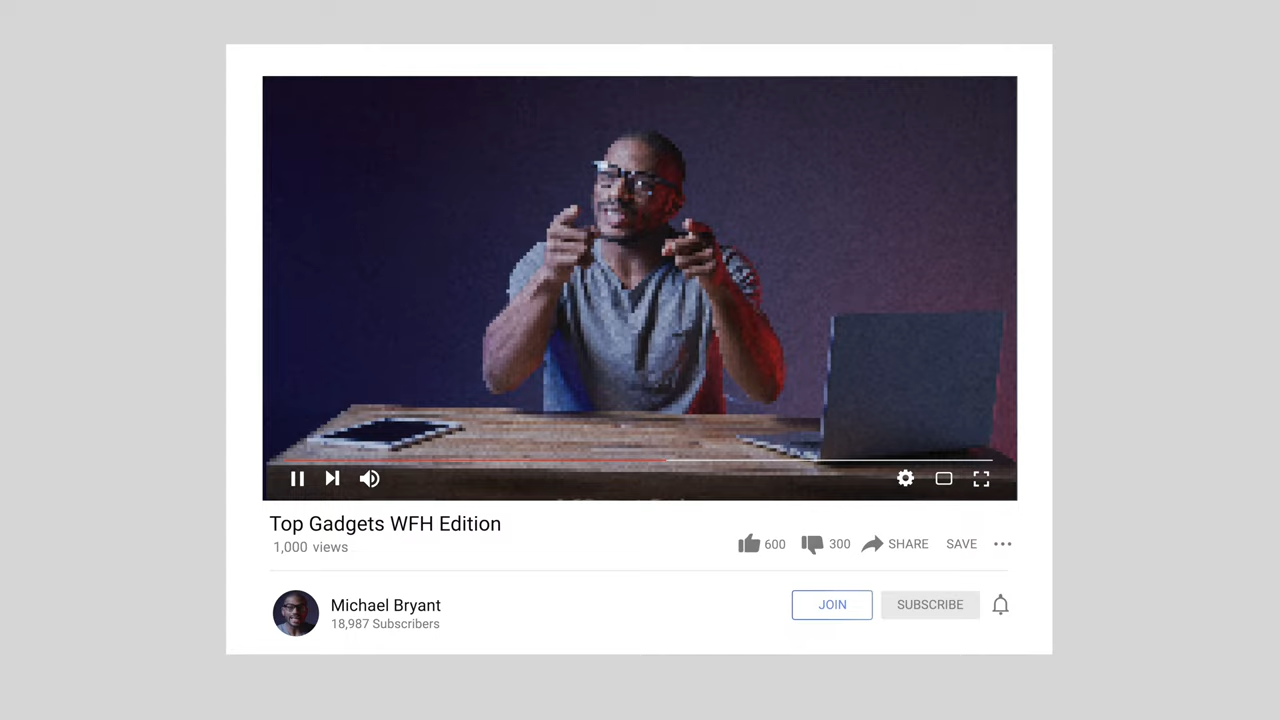 Top Gadgets WFH Edition
1,000 views
600 300 SHARE SAVE
Michael Bryant
18,987 Subscribers
JOIN SUBSCRIBE